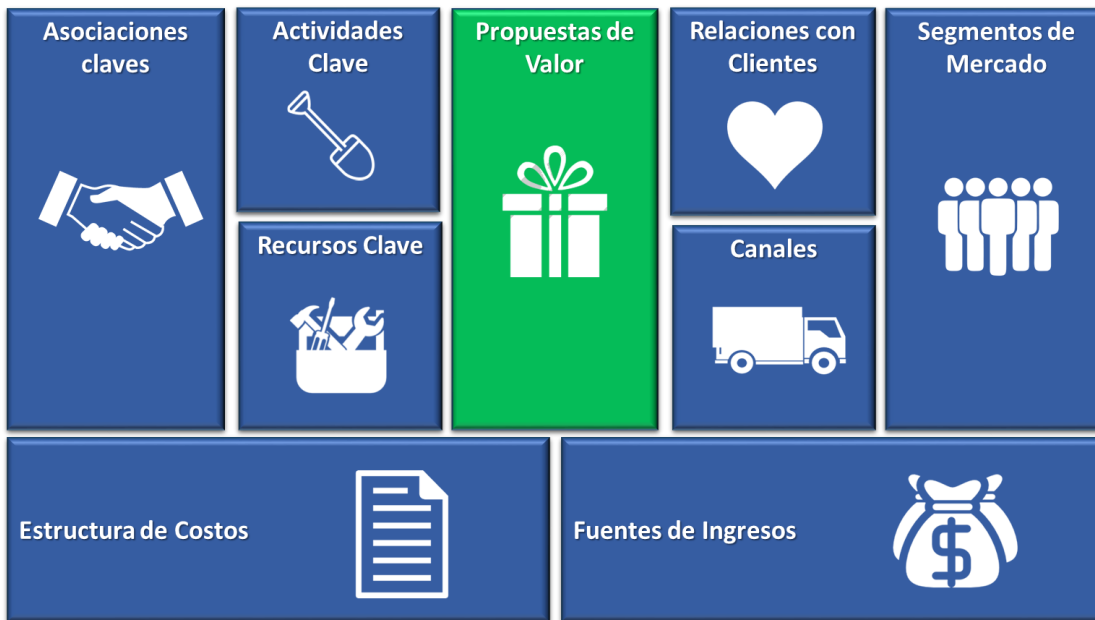 Asociaciones
claves
Actividades
Clave
Propuestas de
Valor
Relaciones con
Clientes
Segmentos de
Mercado
Recursos Clave
Canales
Estructura de Costos
Fuentes de Ingresos
$